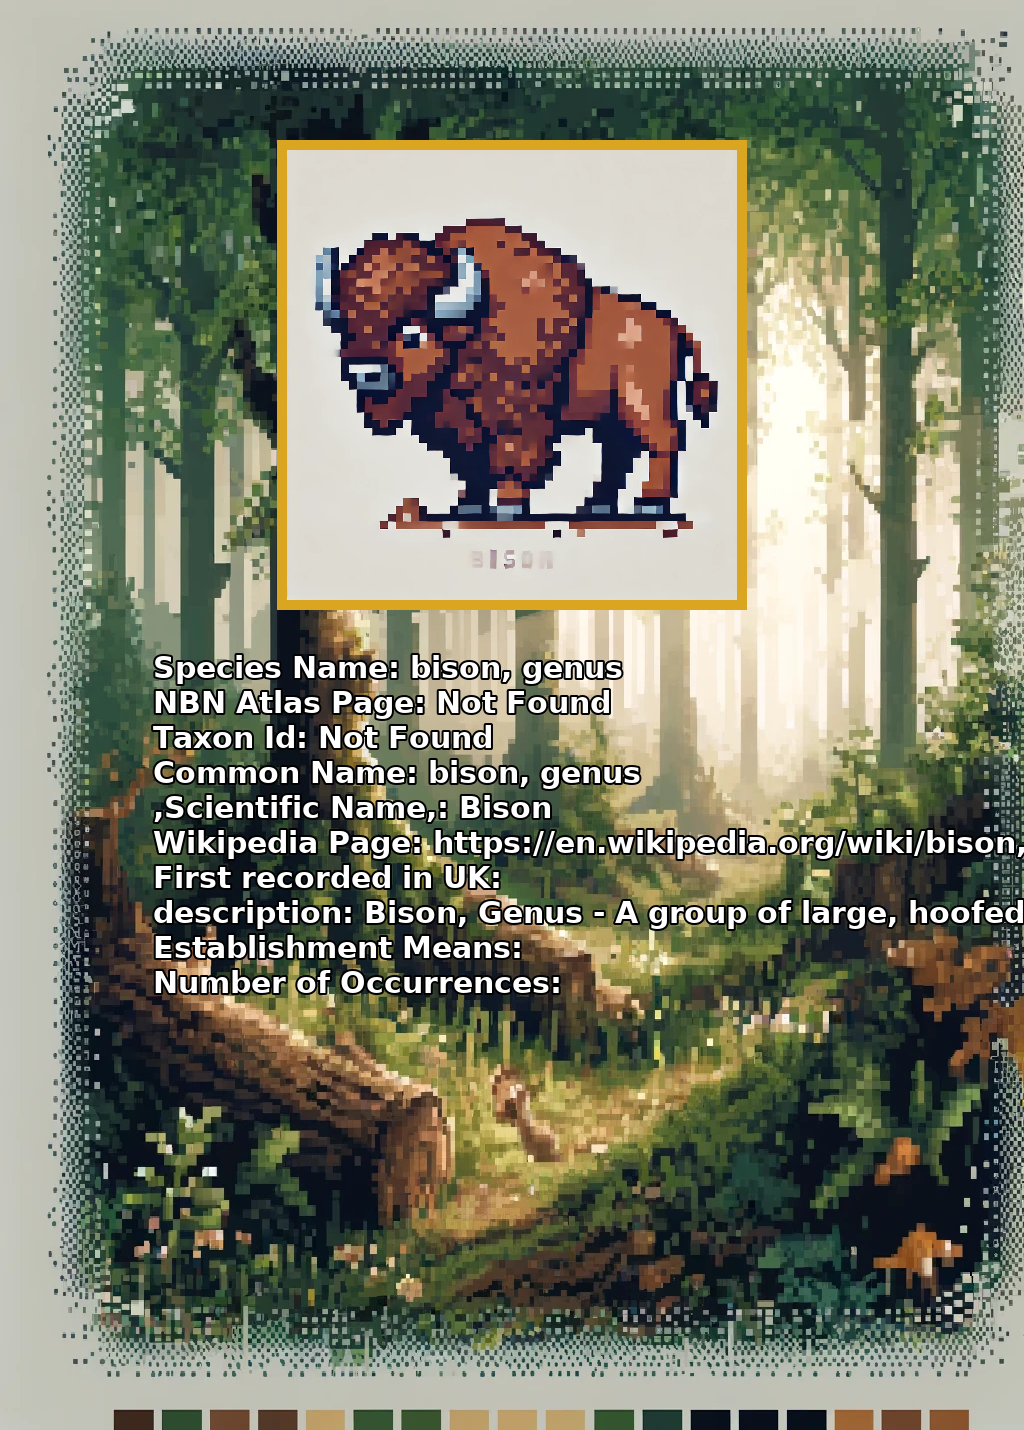 BISON
Species Name: bison, genus
NBN Atlas Page: Not Found
Taxon Id: Not Found
Common Name: bison, genus
,Scientific Name,: Bison
Wikipedia Page: https://en.wikipedia.org/wiki/bison,
First recorded in UK:
description: Bison, Genus - A group of large, hoofed
Establishment Means:
Number of Occurrences: